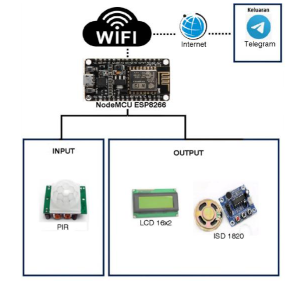 WiFi
Internet
Keluaran
Telegram
NodeMCU ESP8266
INPUT
PIR
OUTPUT
LCD 16x2
ISD 1820